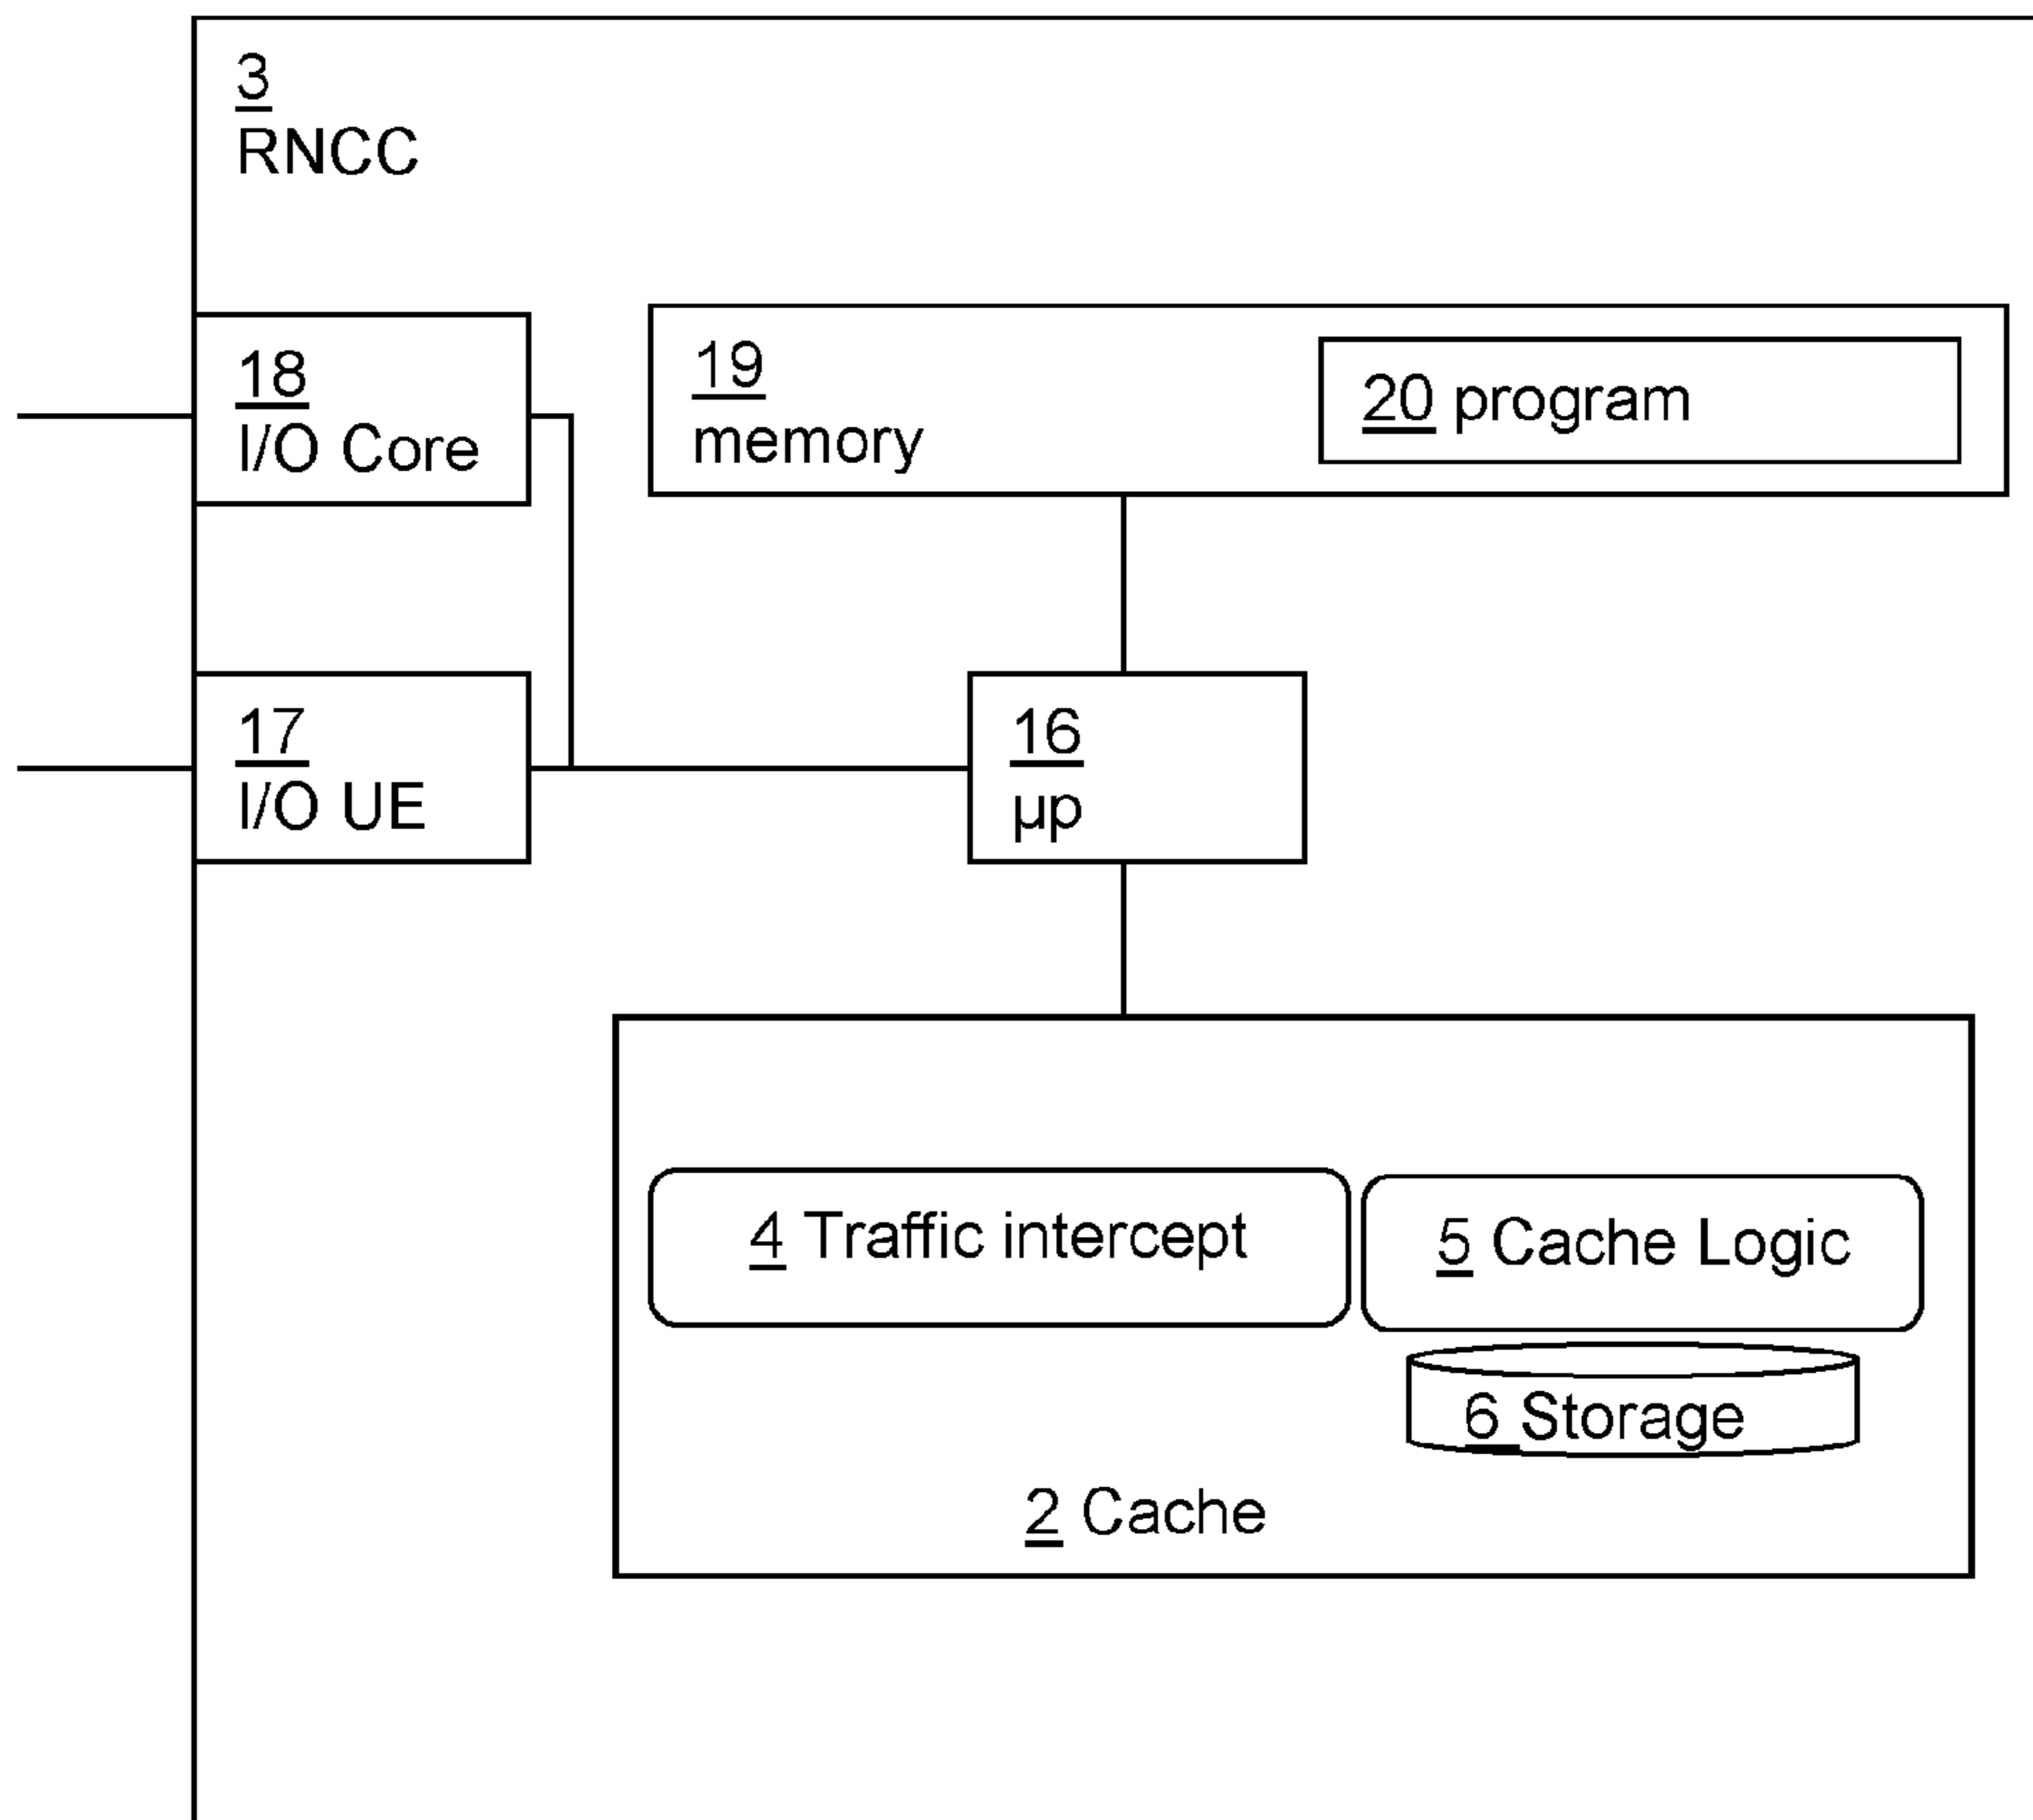 3
RNCC
18
I/O Core
19
memory
20 program
17
I/O UE
16
µp
4 Traffic intercept
5 Cache Logic
6 Storage
2 Cache